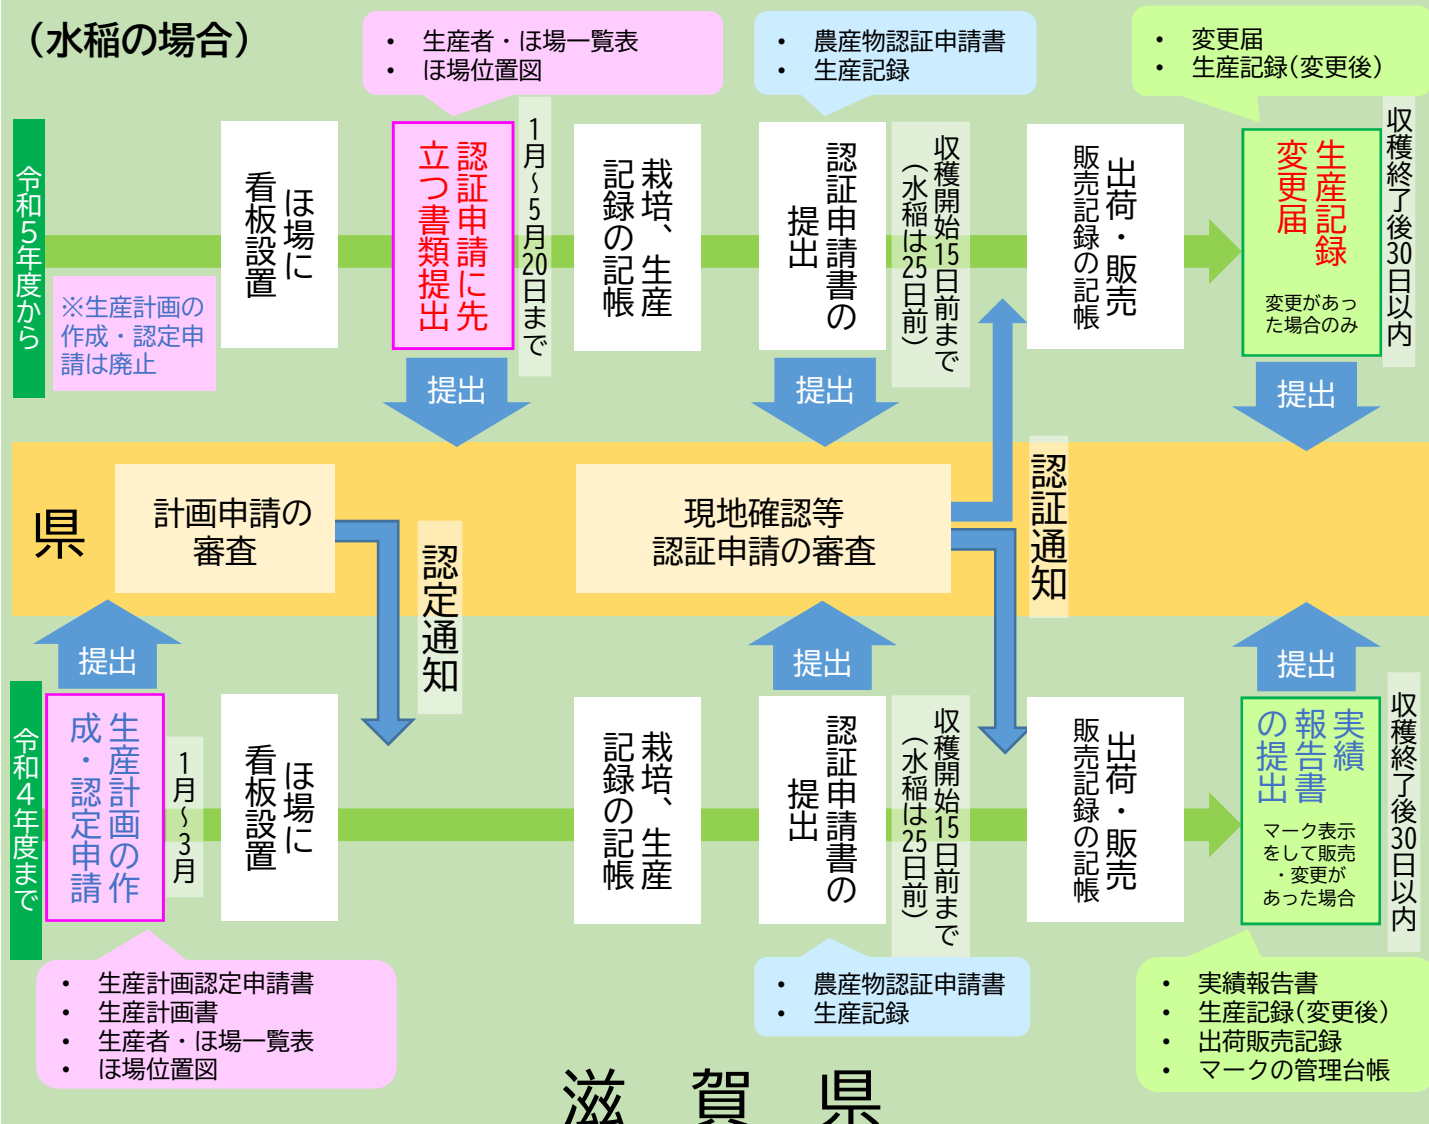 （水稲の場合）
・ 生産者・ほ場一覧表
・ ほ場位置図
・ 農産物認証申請書
・ 生産記録
・ 変更届
・ 生産記録(変更後)
令和５年度から
※生産計画の
作成・認定申
請は廃止
ほ場に
看板設置
認証申請に先
立つ書類提出
1月～5月20日まで
栽培、生産
記録の記帳
認証申請書の
提出
収穫開始15日前まで
（水稲は25日前）
出荷・販売
販売記録の記帳
生産記録
変更届
変更があっ
た場合のみ
収穫終了後30日以内
提出
提出
提出
県
計画申請の
審査
認定通知
現地確認等
認証申請の審査
認証通知
提出
提出
提出
令和４年度まで
生産計画の作
成・認定申請
1月～3月
ほ場に
看板設置
栽培、生産
記録の記帳
認証申請書の
提出
収穫開始15日前まで
（水稲は25日前）
出荷・販売
販売記録の記帳
実績
報告書
の提出
マーク表示
をして販売
・変更が
あった場合
収穫終了後30日以内
・ 生産計画認定申請書
・ 生産計画書
・ 生産者・ほ場一覧表
・ ほ場位置図
・ 農産物認証申請書
・ 生産記録
・ 実績報告書
・ 生産記録(変更後)
・ 出荷販売記録
・ マークの管理台帳
滋 賀 県